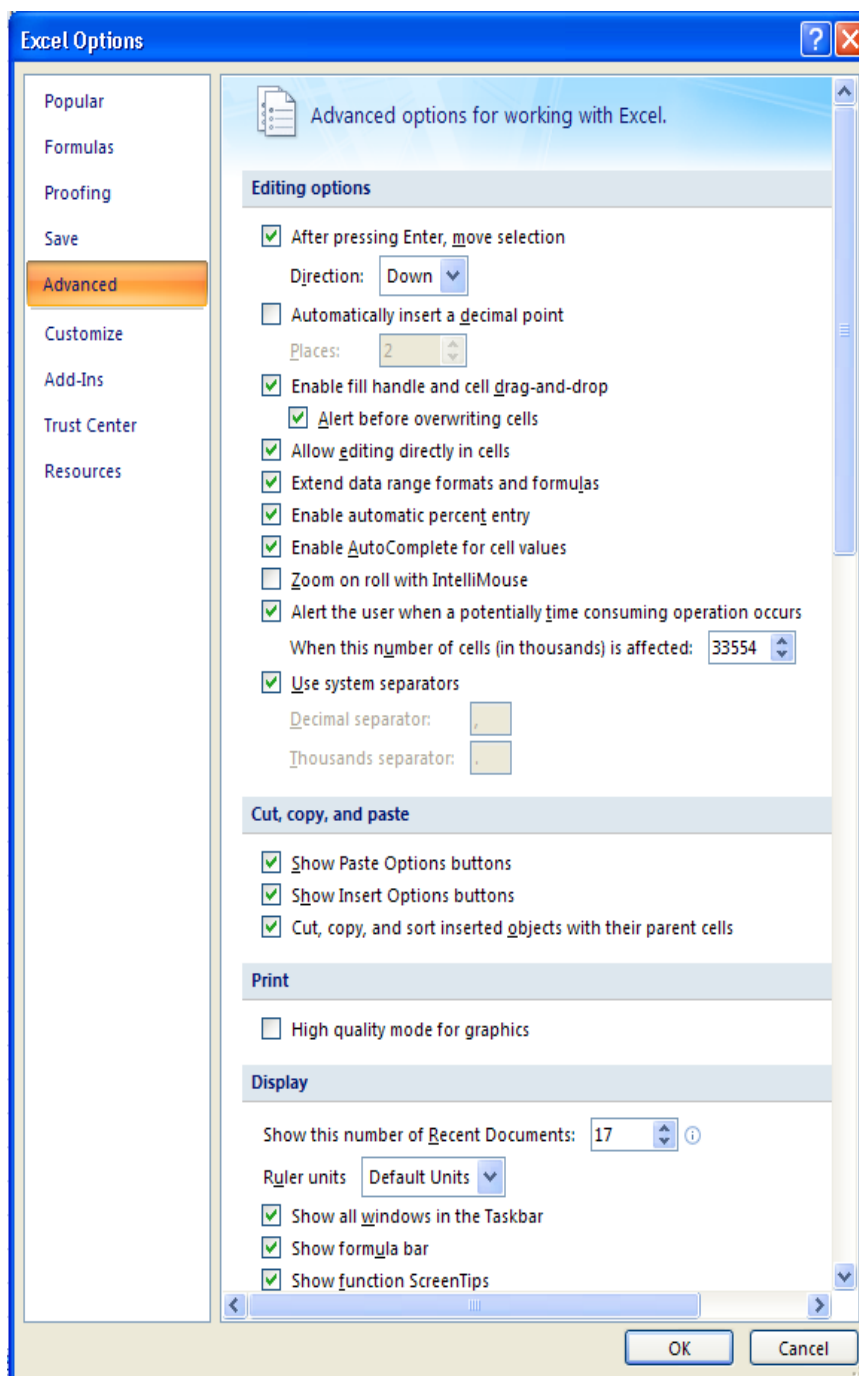 Excel Options
Popular
Formulas
Proofing
Save
Advanced
Customize
Add-Ins
Trust Center
Resources
Advanced options for working with Excel.
Editing options
After pressing Enter, move selection
Direction: Down
Automatically insert a decimal point
Places: 2
Enable fill handle and cell drag-and-drop
Alert before overwriting cells
Allow editing directly in cells
Extend data range formats and formulas
Enable automatic percent entry
Enable AutoComplete for cell values
Zoom on roll with IntelliMouse
Alert the user when a potentially time consuming operation occurs
When this number of cells (in thousands) is affected: 33554
Use system separators
Decimal separator: ,
Thousands separator: .
Cut, copy, and paste
Show Paste Options buttons
Show Insert Options buttons
Cut, copy, and sort inserted objects with their parent cells
Print
High quality mode for graphics
Display
Show this number of Recent Documents: 17
Ruler units Default Units
Show all windows in the Taskbar
Show formula bar
Show function ScreenTips
OK Cancel